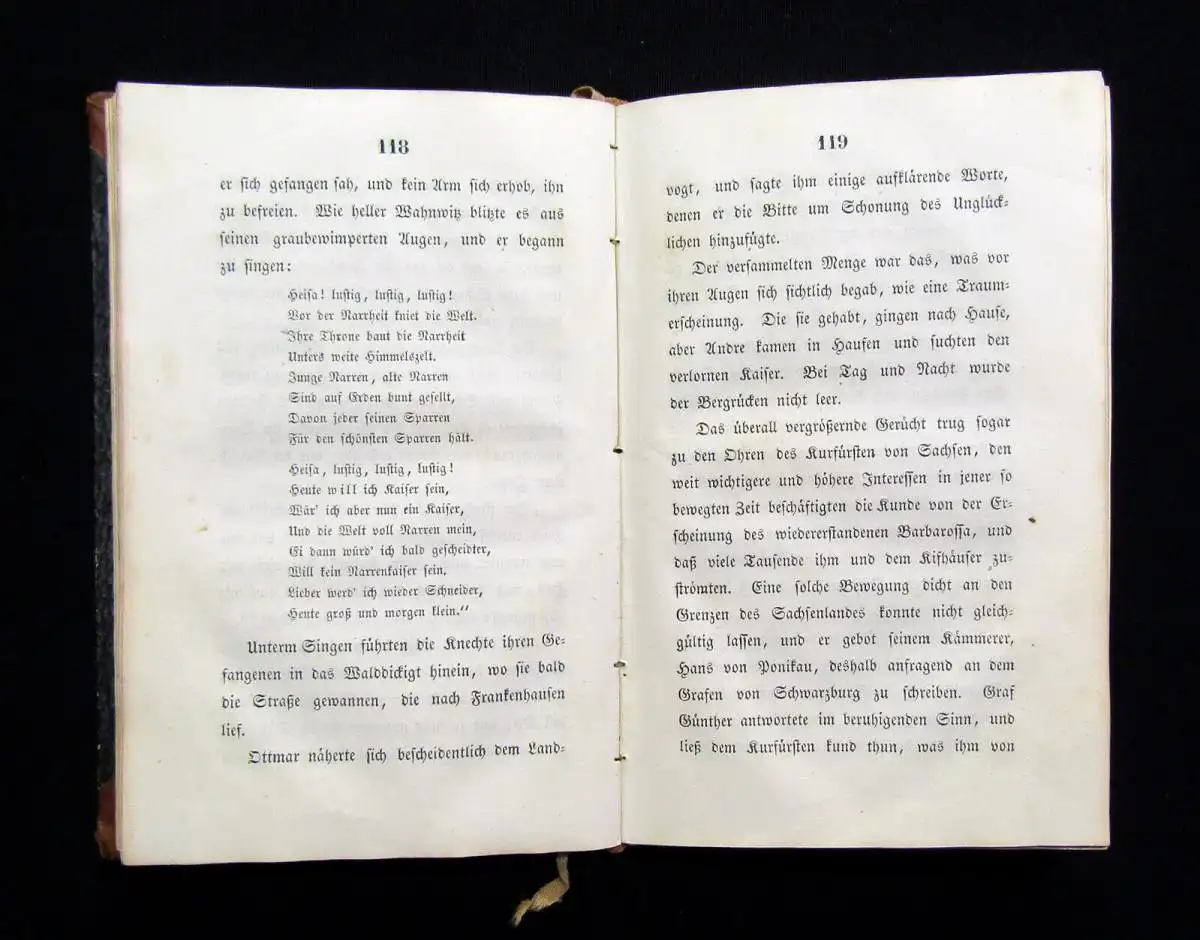 118
er sich gefangen sah, und kein Arm sich erhob, ihn
zu befreien. Wie heller Wahnwitz blitzte es aus
seinen graubewimperten Augen, und er begann
zu singen:
Heisa! lustig, lustig, lustig!
Vor der Narrheit kniet die Welt.
Ihre Throne baut die Narrheit
Unters weite Himmelszelt.
Junge Narren, alte Narren
Sind auf Erden bunt gesellt,
Davon jeder seinen Sparren
Für den schönsten Sparren hält.
Heisa, lustig, lustig, lustig!
Heute will ich Kaiser sein,
Wär' ich aber nun ein Kaiser,
Und die Welt voll Narren mein,
Ei dann würd' ich bald gescheidter,
Will kein Narrenkaiser sein.
Lieber werd' ich wieder Schneider,
Heute groß und morgen klein.“
Unterm Singen führten die Knechte ihren Ge-
fangenen in das Walddickigt hinein, wo sie bald
die Straße gewannen, die nach Frankenhausen
lief.
Ottmar näherte sich bescheidentlich dem Land-
119
vogt, und sagte ihm einige aufklärende Worte,
denen er die Bitte um Schonung des Unglück-
lichen hinzufügte.
Der versammelten Menge war das, was vor
ihren Augen sich sichtlich begab, wie eine Traum-
erscheinung. Die sie gehabt, gingen nach Hause,
aber Andre kamen in Haufen und suchten den
verlornen Kaiser. Bei Tag und Nacht wurde
der Bergrücken nicht leer.
Das überall vergrößernde Gerücht trug sogar
zu den Ohren des Kurfürsten von Sachsen, den
weit wichtigere und höhere Interessen in jener so
bewegten Zeit beschäftigten die Kunde von der Er-
scheinung des wiedererstandenen Barbarossa, und
daß viele Tausende ihm und dem Kifhäuser zu-
strömten. Eine solche Bewegung dicht an den
Grenzen des Sachsenlandes konnte nicht gleich-
gültig lassen, und er gebot seinem Kämmerer,
Hans von Ponikau, deshalb anfragend an dem
Grafen von Schwarzburg zu schreiben. Graf
Günther antwortete im beruhigenden Sinn, und
ließ dem Kurfürsten kund thun, was ihm von